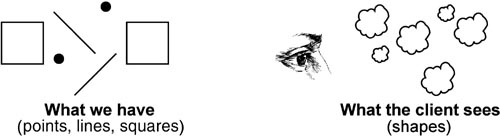 What we have
(points, lines, squares)
What the client sees
(shapes)